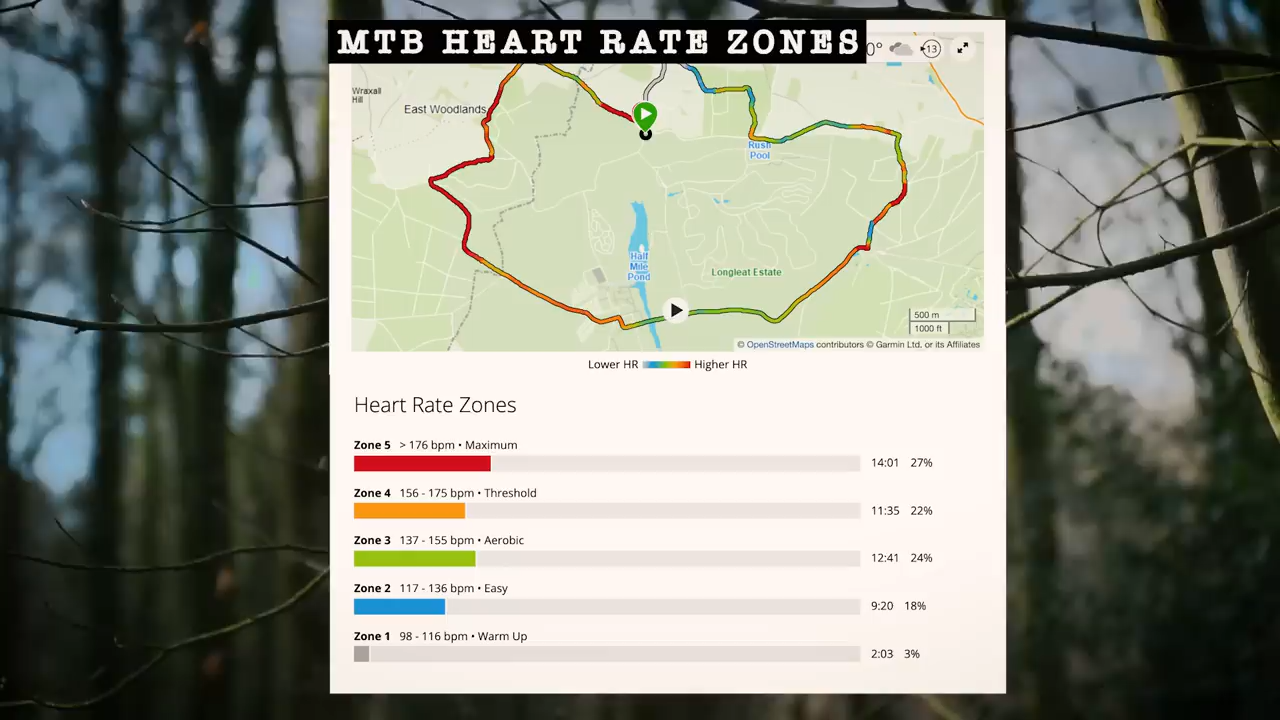 MTB HEART RATE ZONES
0° 13
Wraxall
Hill
East Woodlands
Rush
Pool
Half
Mile
Pond
Longleat Estate
500 m
1000 ft
© OpenStreetMaps contributors © Garmin Ltd. or its Affiliates
Lower HR Higher HR
Heart Rate Zones
Zone 5 > 176 bpm • Maximum
14:01 27%
Zone 4 156 - 175 bpm • Threshold
11:35 22%
Zone 3 137 - 155 bpm • Aerobic
12:41 24%
Zone 2 117 - 136 bpm • Easy
9:20 18%
Zone 1 98 - 116 bpm • Warm Up
2:03 3%